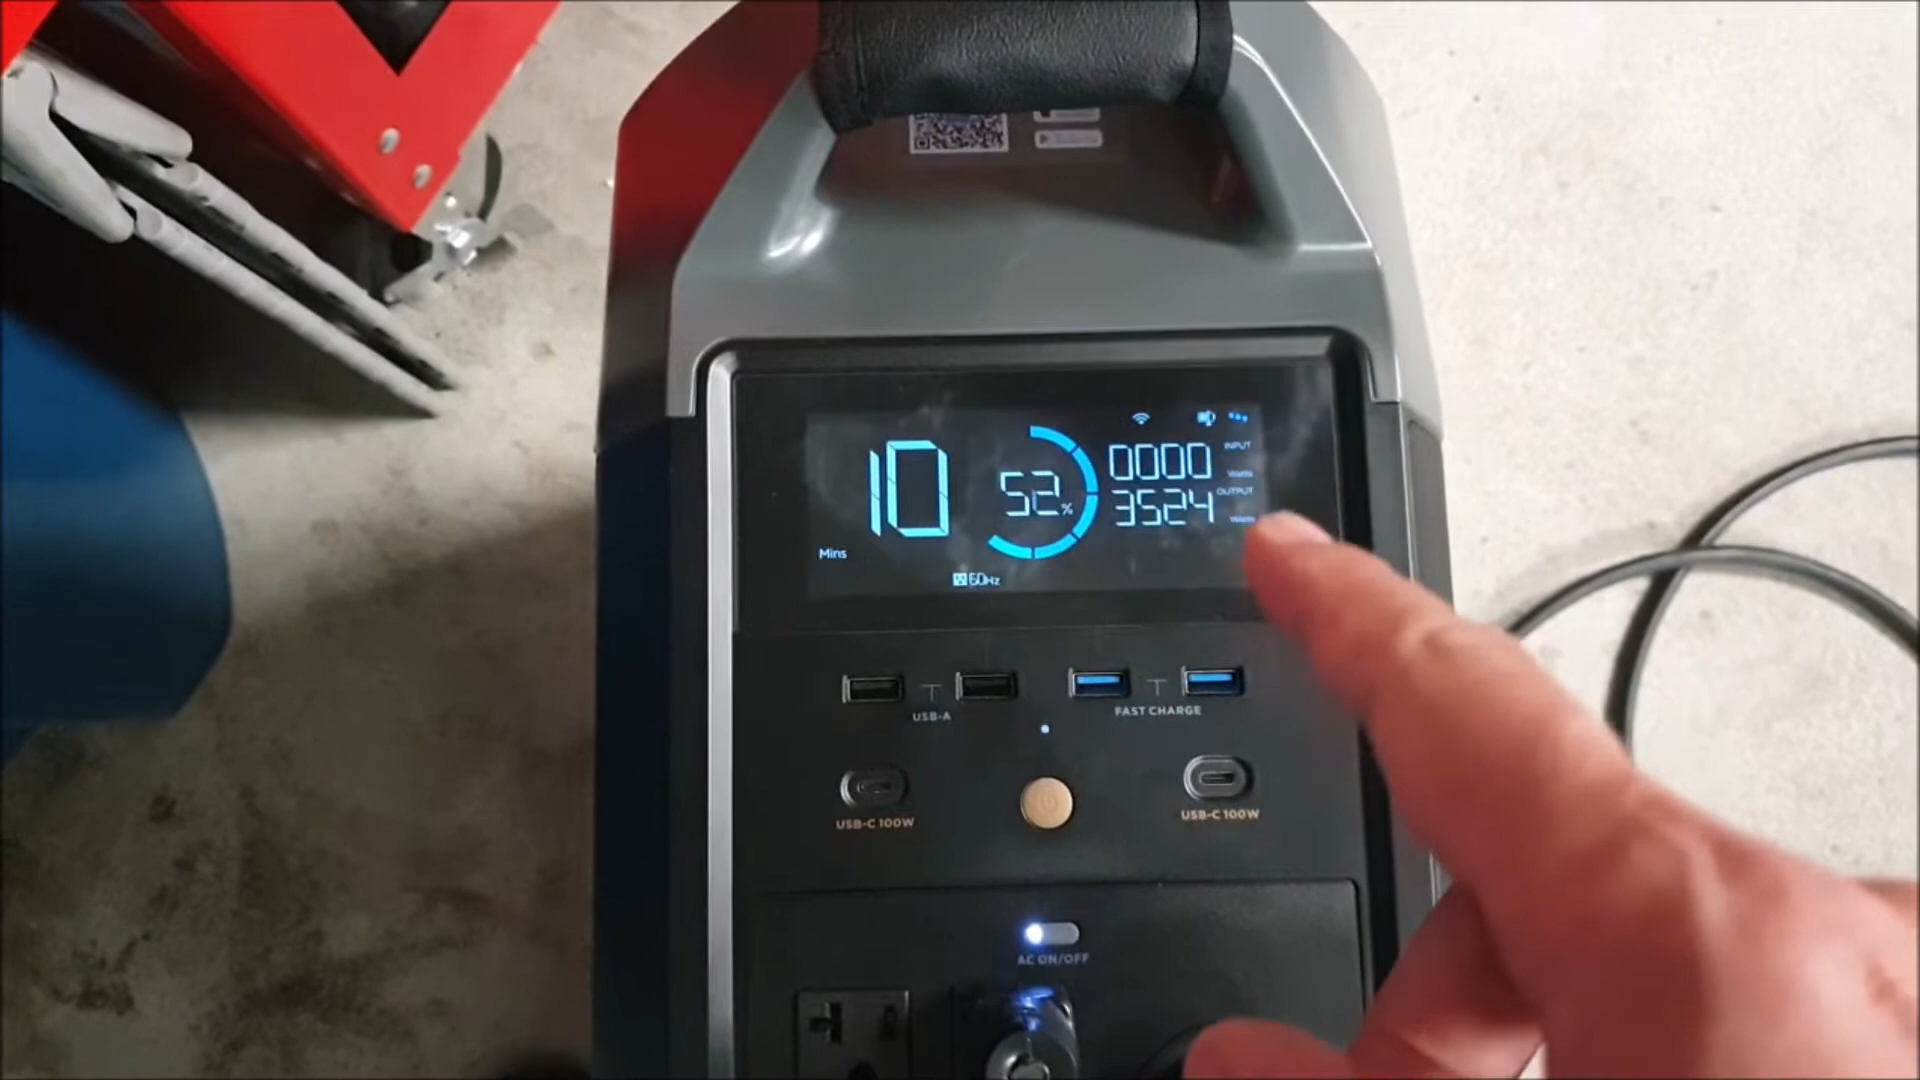 10
Mins
52%
60Hz
0000
INPUT
Watts
3524
OUTPUT
Watts
USB-A
FAST CHARGE
USB-C 100W
USB-C 100W
AC ON/OFF